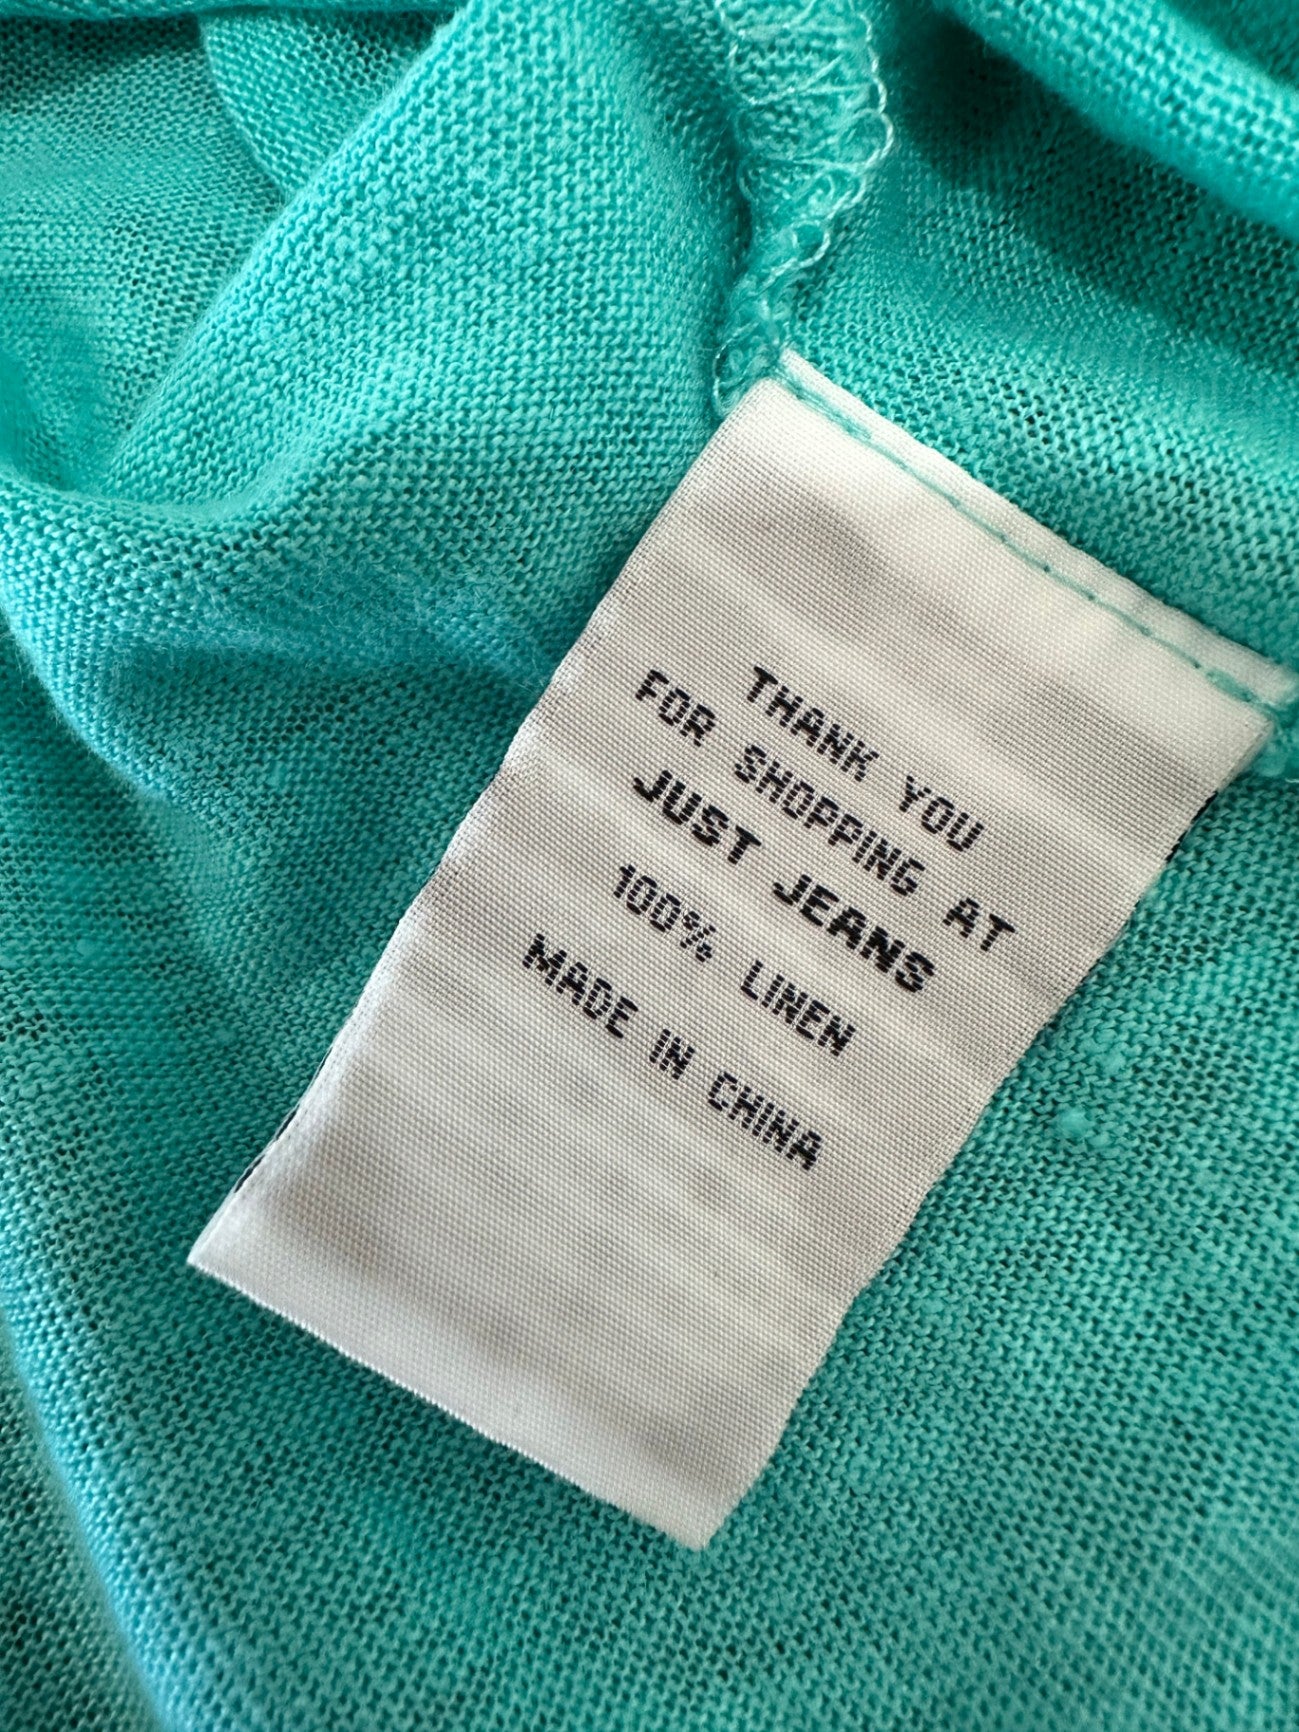 THANK YOU
FOR SHOPPING AT
JUST JEANS
100% LINEN
MADE IN CHINA